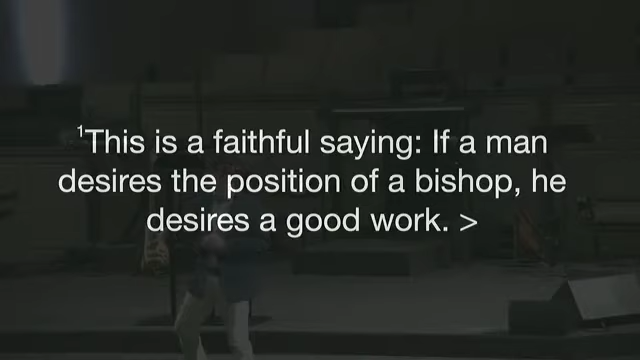 ¹This is a faithful saying: If a man
desires the position of a bishop, he
desires a good work. >